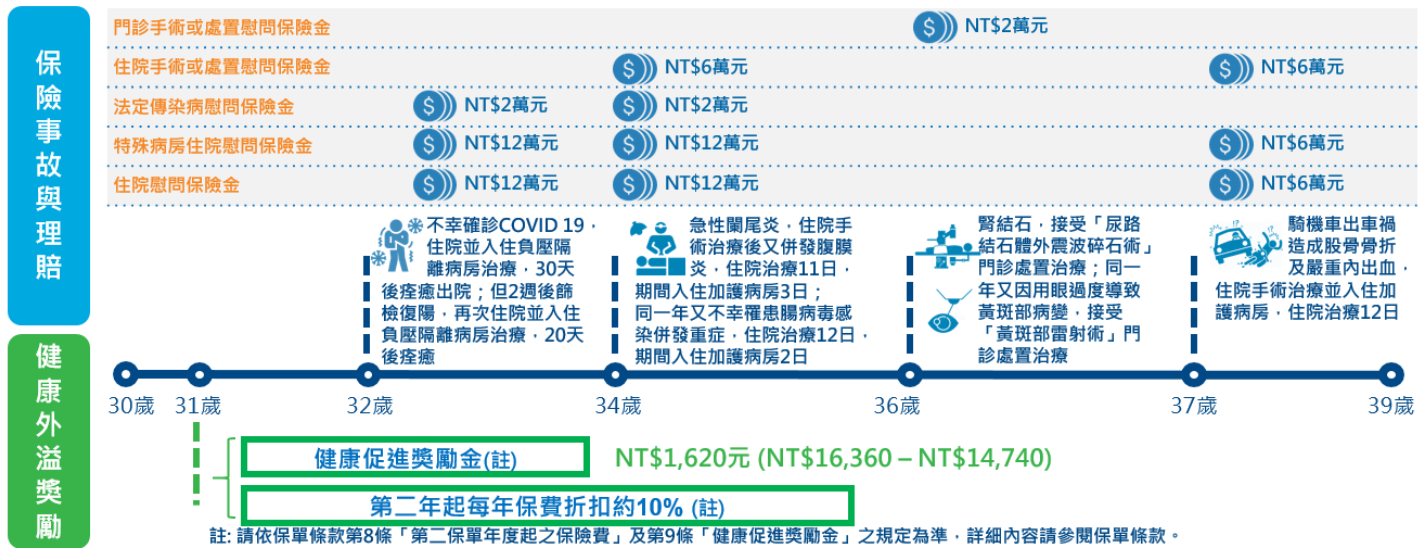 保險事故與理賠
門診手術或處置慰問保險金 NT$2萬元
住院手術或處置慰問保險金 NT$6萬元 NT$6萬元
法定傳染病慰問保險金 NT$2萬元 NT$2萬元
特殊病房住院慰問保險金 NT$12萬元 NT$12萬元 NT$6萬元
住院慰問保險金 NT$12萬元 NT$12萬元 NT$6萬元
不幸確診COVID 19，
住院並入住負壓隔
離病房治療，30天
後痊癒出院；但2週後篩
檢復陽，再次住院並入住
負壓隔離病房治療，20天
後痊癒
急性闌尾炎，住院手
術治療後又併發腹膜
炎，住院治療11日，
期間入住加護病房3日；
同一年又不幸罹患腸病毒感
染併發重症，住院治療12日，
期間入住加護病房2日
腎結石，接受「尿路
結石體外震波碎石術」
門診處置治療；同一
年又因用眼過度導致
黃斑部病變，接受
「黃斑部雷射術」門
診處置治療
騎機車出車禍
造成股骨骨折
及嚴重內出血，
住院手術治療並入住加
護病房，住院治療12日
30歲 31歲 32歲 34歲 36歲 37歲 39歲
健康外溢獎勵
健康促進獎勵金(註) NT$1,620元 (NT$16,360 – NT$14,740)
第二年起每年保費折扣約10% (註)
註: 請依保單條款第8條「第二保單年度起之保險費」及第9條「健康促進獎勵金」之規定為準，詳細內容請參閱保單條款。